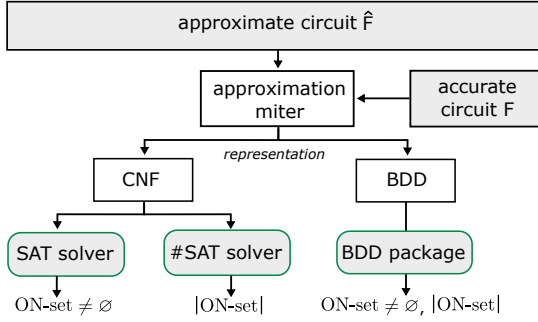 approximate circuit F̂
approximation
miter
accurate
circuit F
representation
CNF
BDD
SAT solver
#SAT solver
BDD package
ON-set ≠ ∅
|ON-set|
ON-set ≠ ∅, |ON-set|